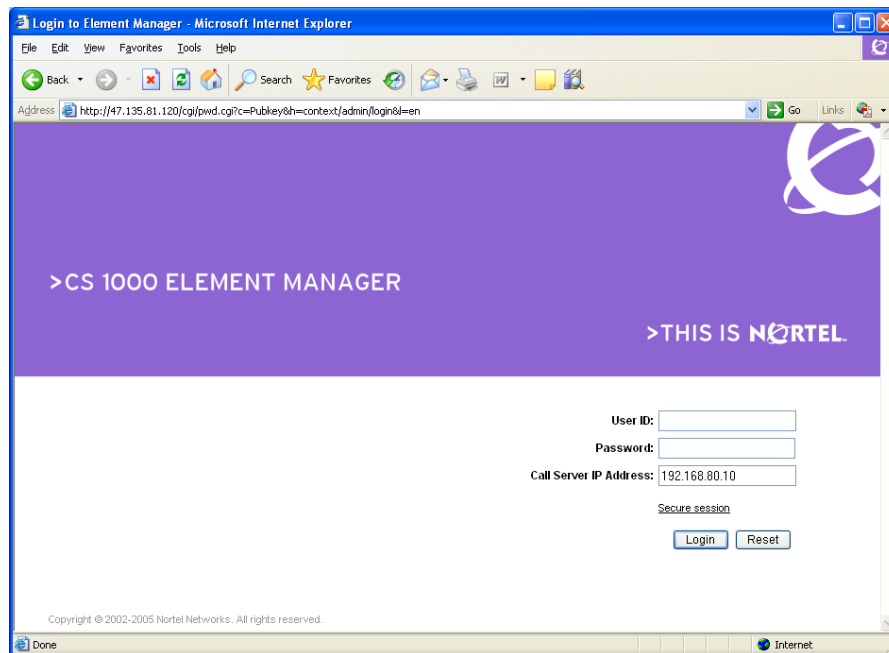 Login to Element Manager - Microsoft Internet Explorer
File Edit View Favorites Tools Help
Back Search Favorites
Address http://47.135.81.120/cgi/pwd.cgi?c=Pubkey&h=context/admin/login&l=en Go Links
>CS 1000 ELEMENT MANAGER
>THIS IS NORTEL™
User ID:
Password:
Call Server IP Address: 192.168.80.10
Secure session
Login Reset
Copyright © 2002-2005 Nortel Networks. All rights reserved.
Done Internet